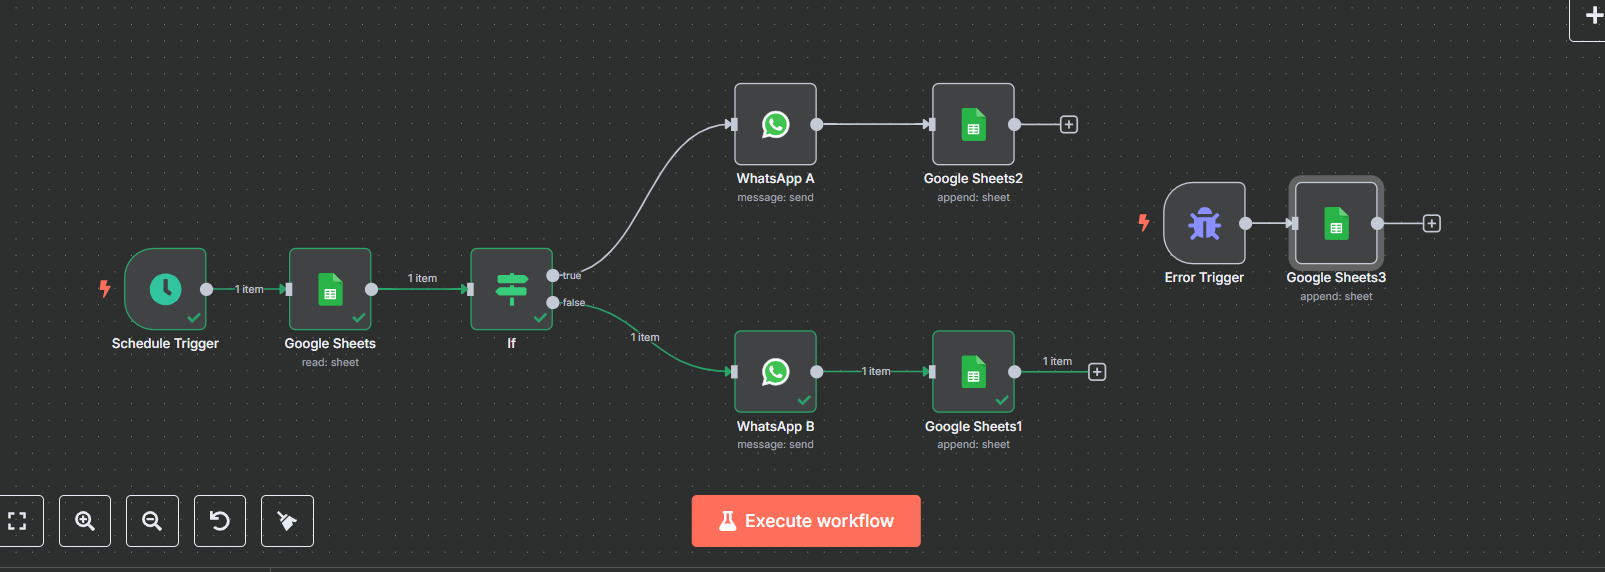 WhatsApp A
message: send
Google Sheets2
append: sheet
Error Trigger
Google Sheets3
append: sheet
true
false
1 item
1 item
1 item
Schedule Trigger
Google Sheets
read: sheet
If
1 item
1 item
WhatsApp B
message: send
Google Sheets1
append: sheet
Execute workflow